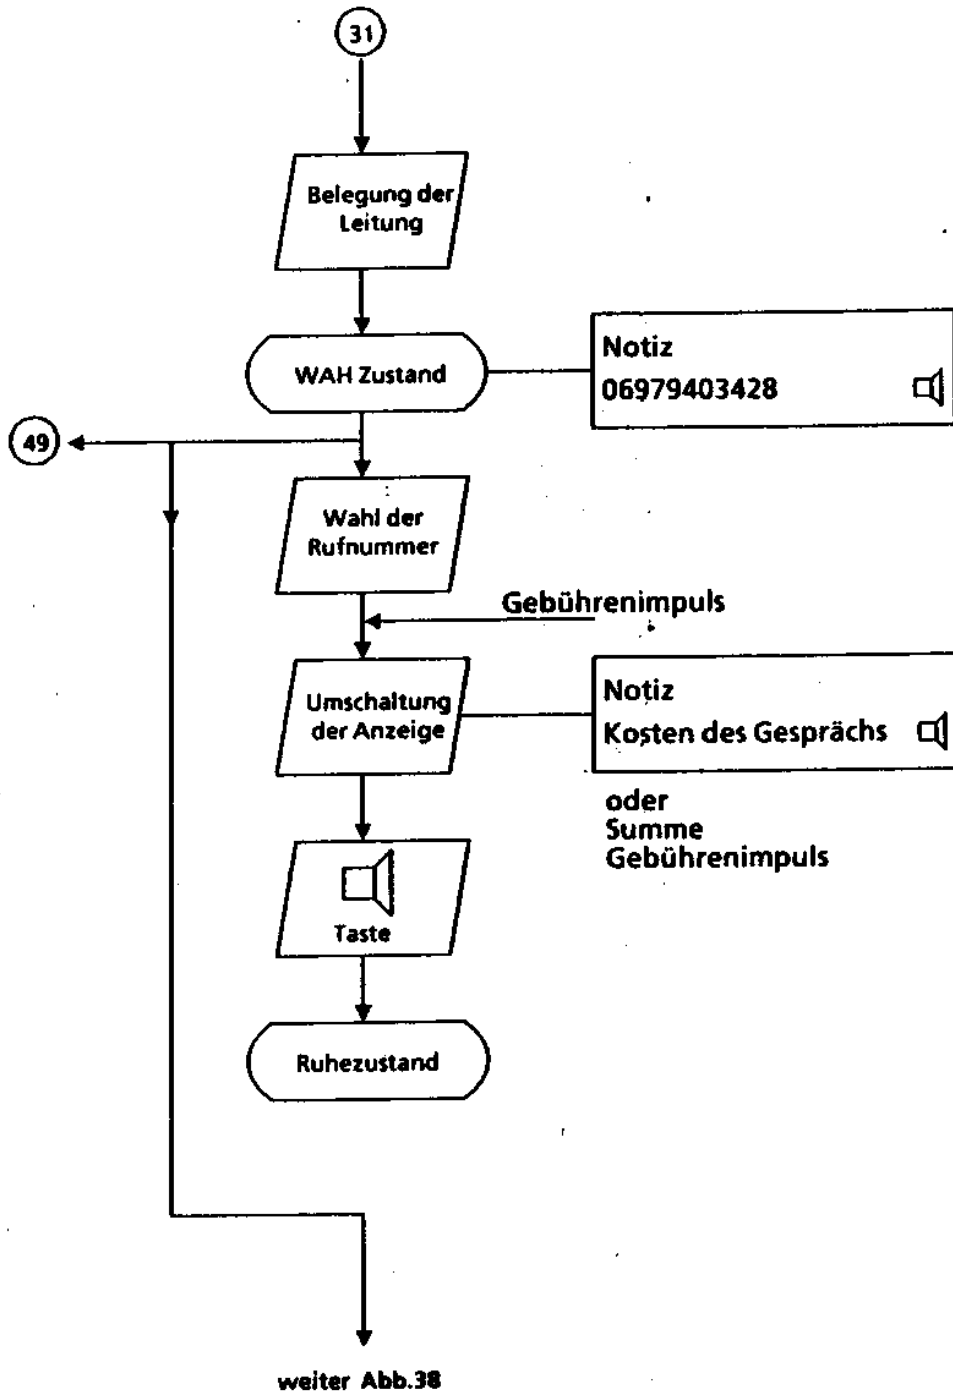 31
Belegung der
Leitung
WAH Zustand
Notiz
06979403428
49
Wahl der
Rufnummer
Gebührenimpuls
Umschaltung
der Anzeige
Notiz
Kosten des Gesprächs
oder
Summe
Gebührenimpuls
Taste
Ruhezustand
weiter Abb.38